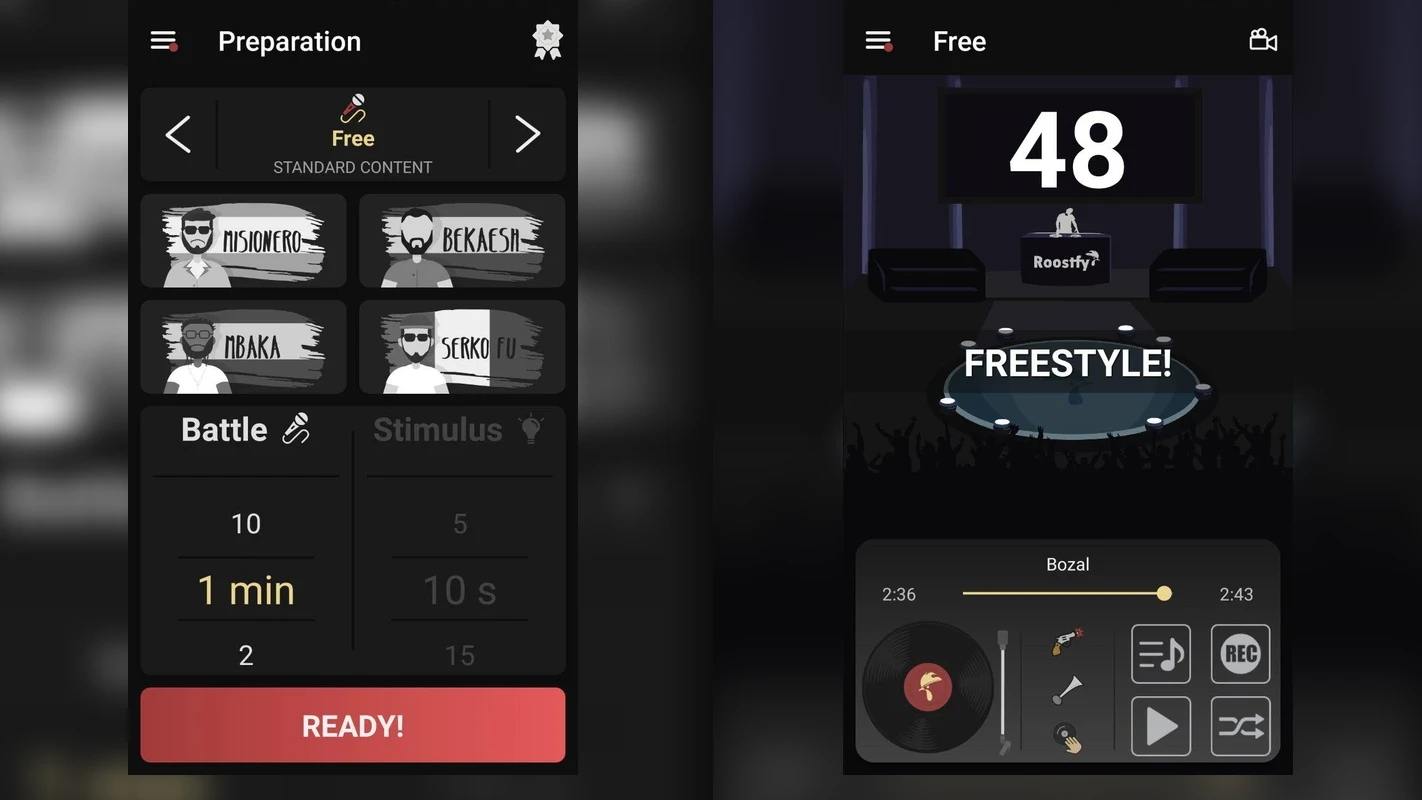 Preparation
Free
STANDARD CONTENT
MISIONERO
BEKAESH
MBAKA
SERKO FU
Battle
Stimulus
10
5
1 min
10 s
2
15
READY!
Free
48
Roostfy
FREESTYLE!
Bozal
2:36
2:43
REC